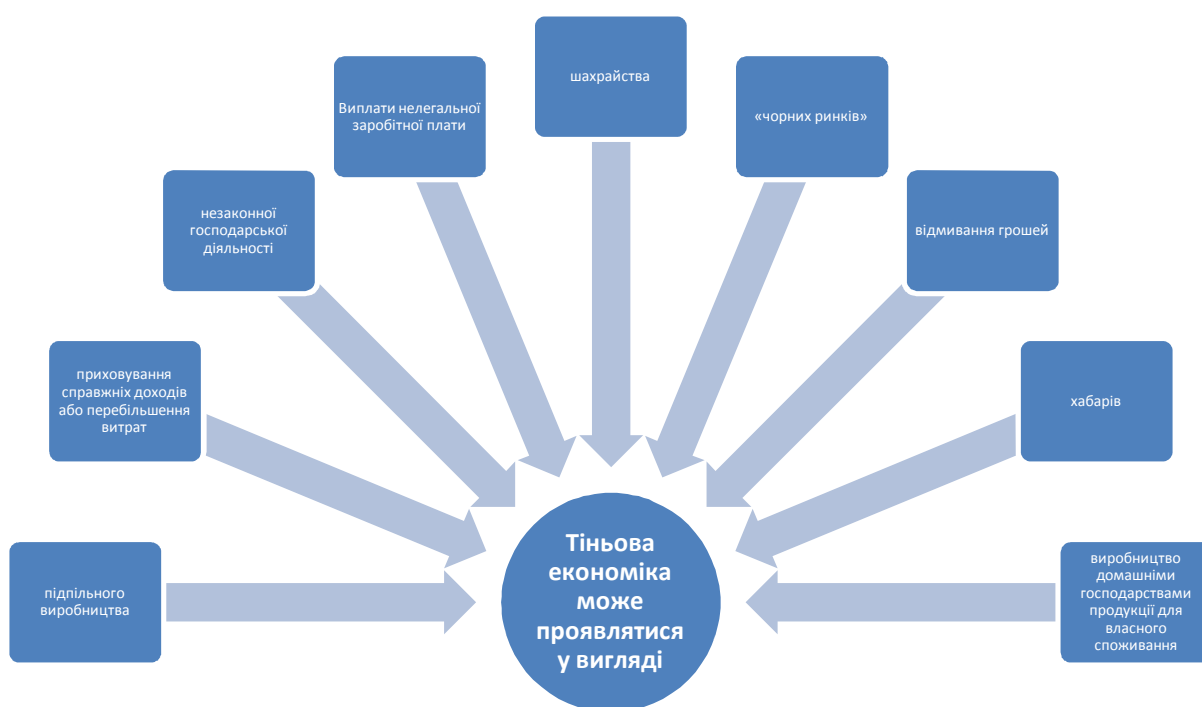 шахрайства
«чорних ринків»
Виплати нелегальної
заробітної плати
незаконної
господарської
діяльності
відмивання грошей
приховування
справжніх доходів
або перебільшення
витрат
хабарів
підпільного
виробництва
Тіньова
економіка
може
проявлятися
у вигляді
виробництво
домашніми
господарствами
продукції для
власного
споживання